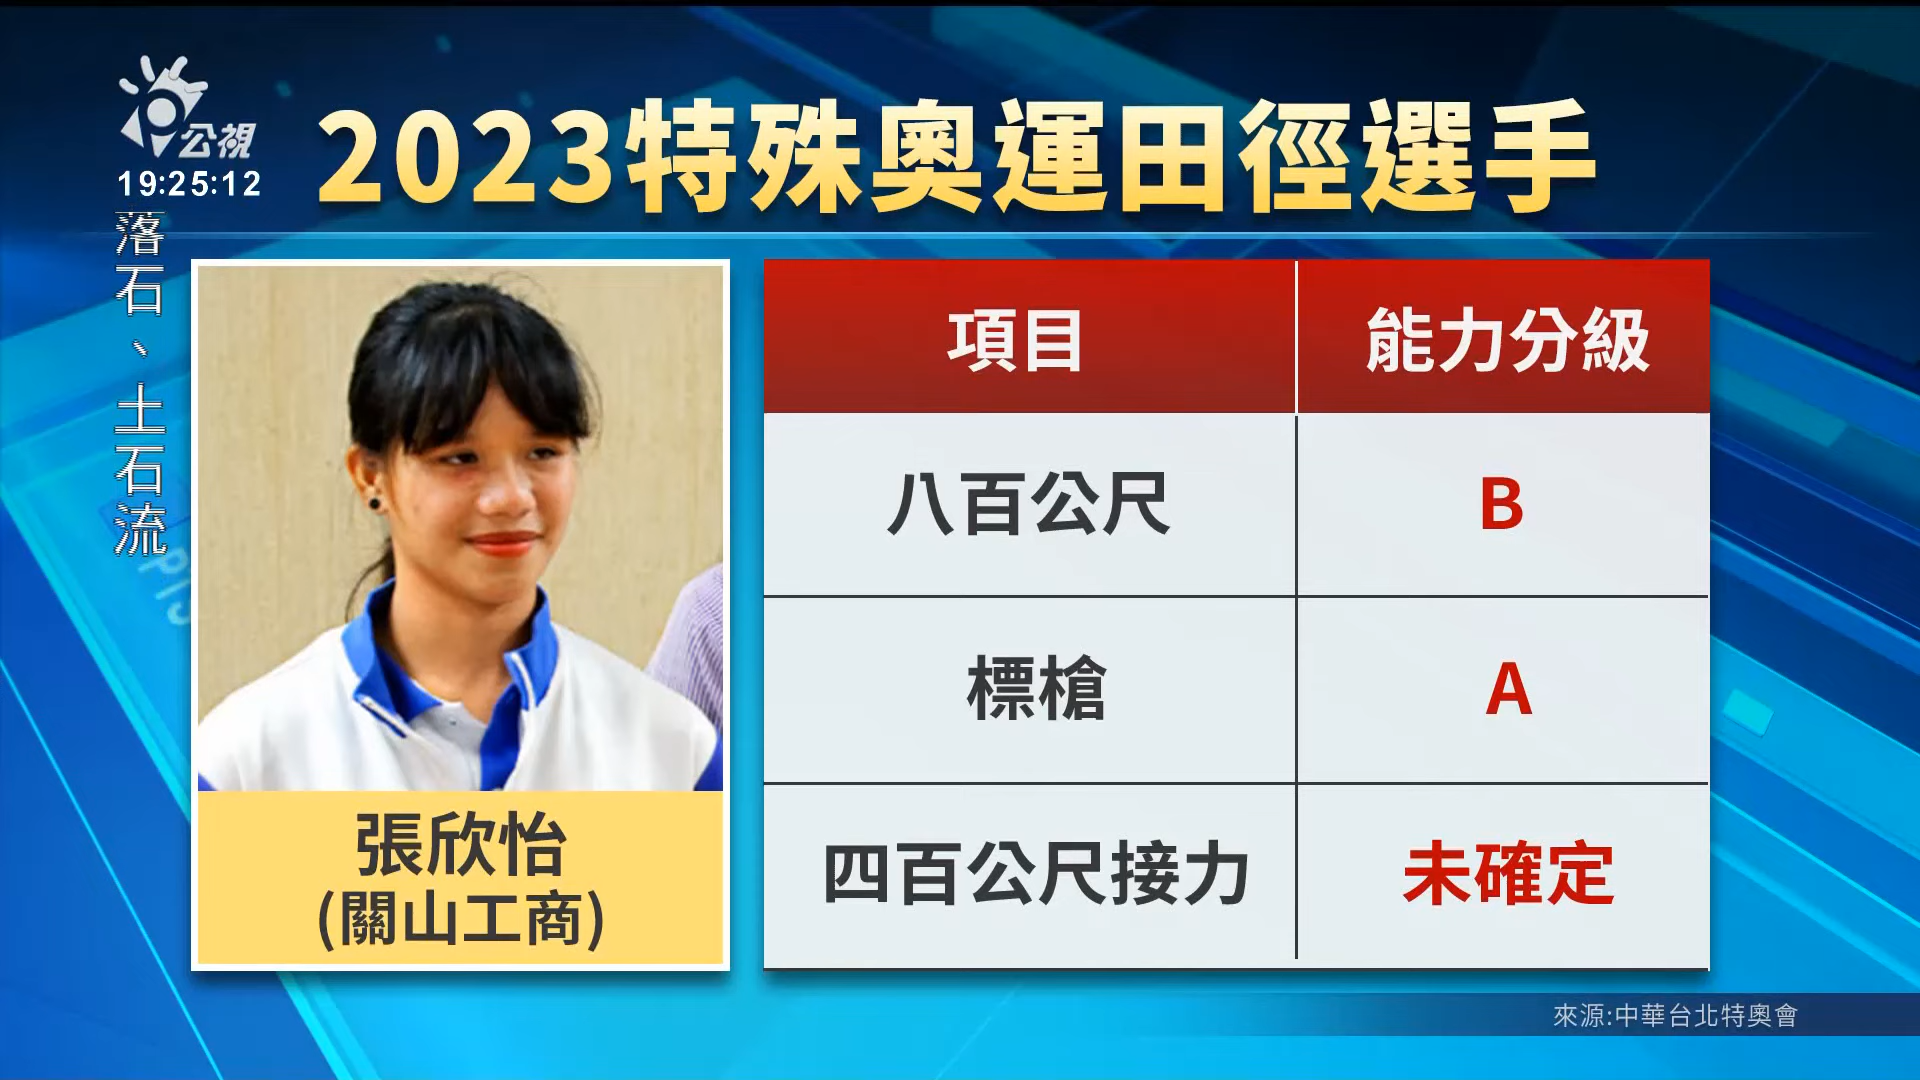 公視
19:25:12
落石、土石流
2023特殊奧運田徑選手
張欣怡
(關山工商)
項目 能力分級
八百公尺 B
標槍 A
四百公尺接力 未確定
來源:中華台北特奧會